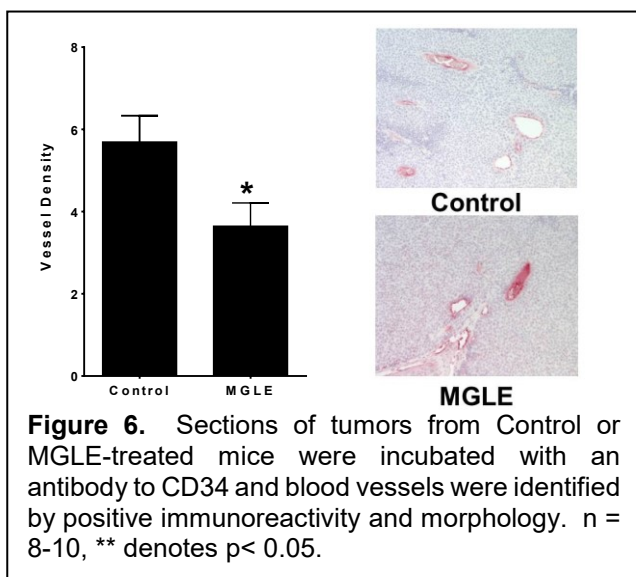 8
6
4
2
0
Vessel Density
*
Control
MGLE
Control
MGLE
Figure 6. Sections of tumors from Control or
MGLE-treated mice were incubated with an
antibody to CD34 and blood vessels were identified
by positive immunoreactivity and morphology. n =
8-10, ** denotes p< 0.05.